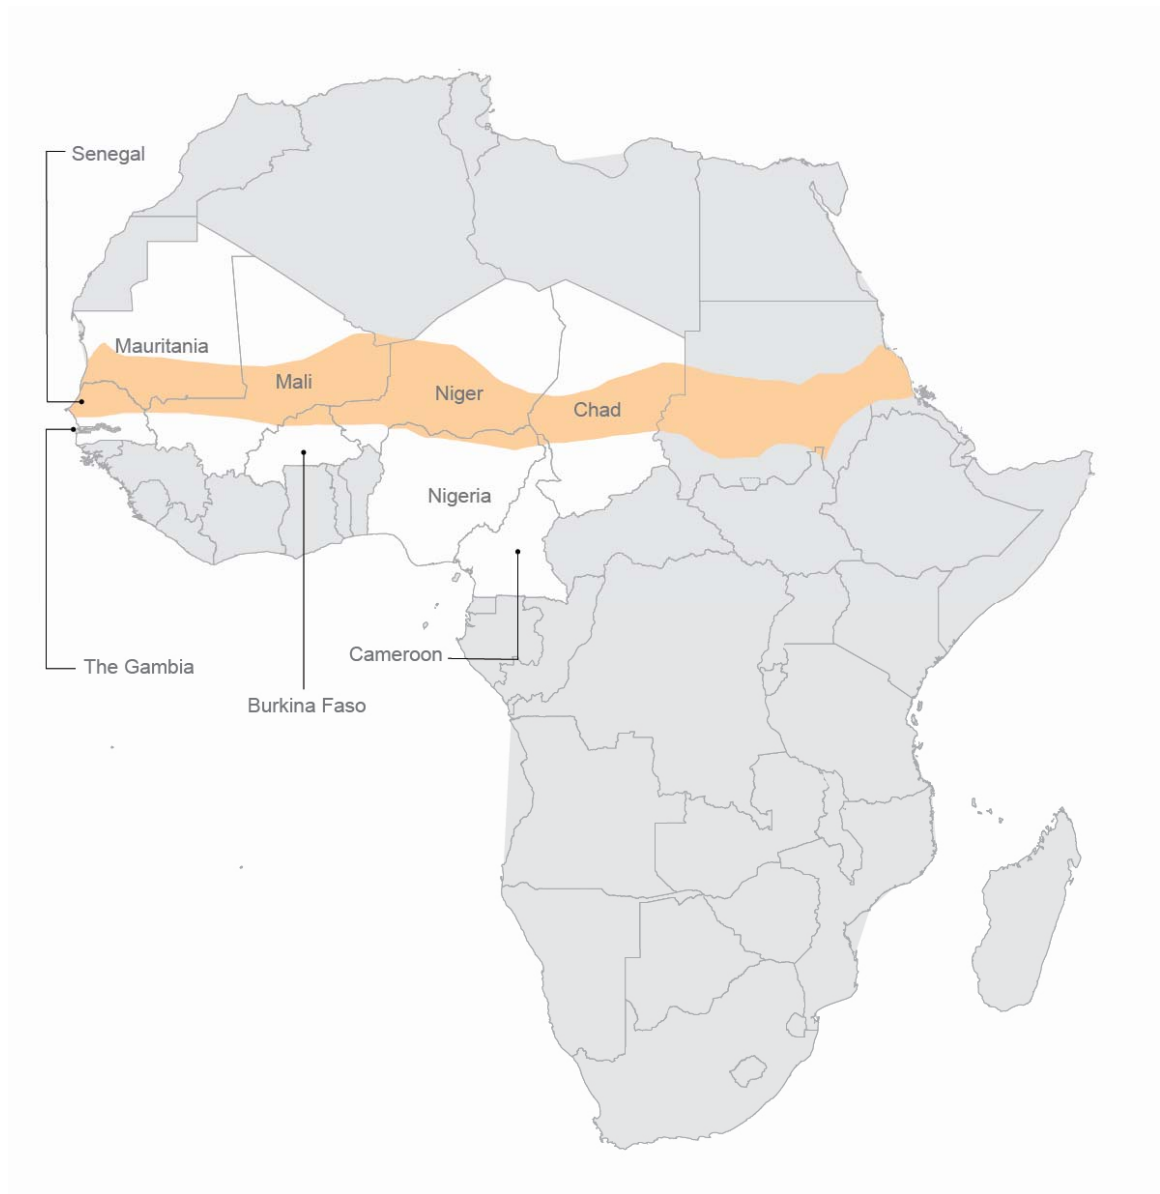 Senegal
Mauritania
Mali
Niger
Chad
Nigeria
Cameroon
The Gambia
Burkina Faso